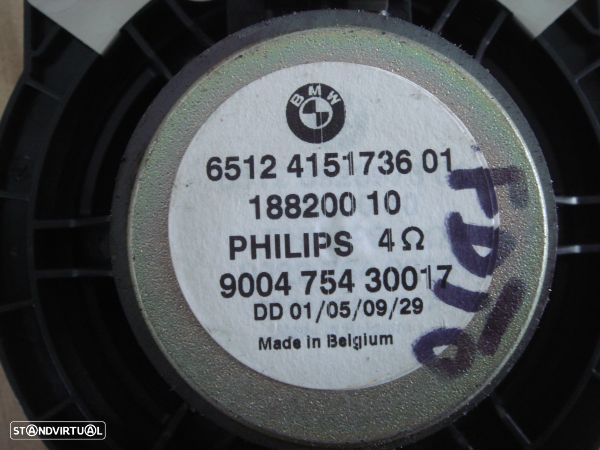 BMW
6512 4151736 01
188200 10
PHILIPS 4Ω
9004 754 30017
DD 01/05/09/29
Made in Belgium
STANDVIRTUAL